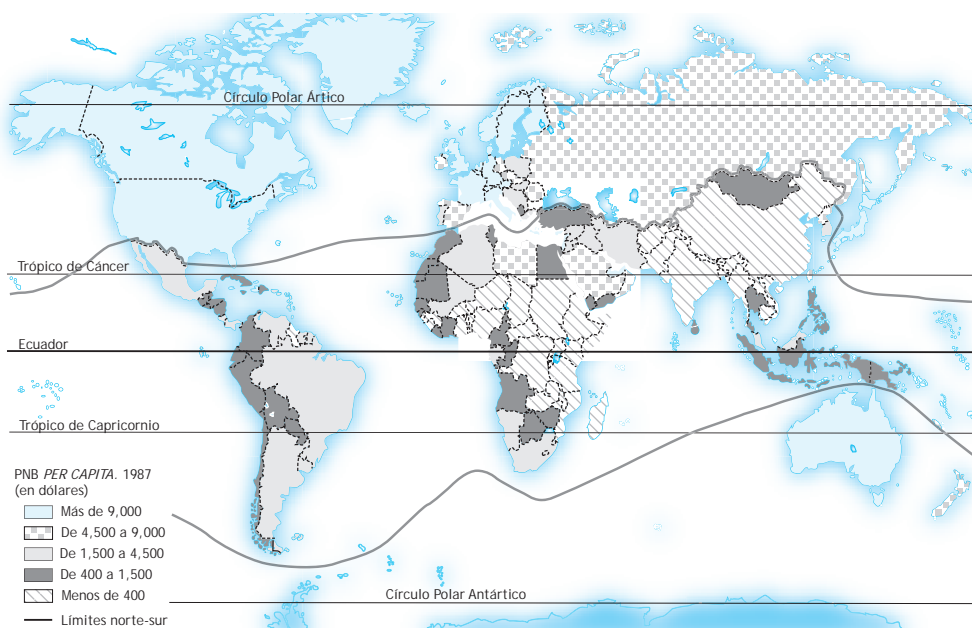 Círculo Polar Ártico
Trópico de Cáncer
Ecuador
Trópico de Capricornio
PNB PER CAPITA. 1987
(en dólares)
Más de 9,000
De 4,500 a 9,000
De 1,500 a 4,500
De 400 a 1,500
Menos de 400
Límites norte-sur
Círculo Polar Antártico